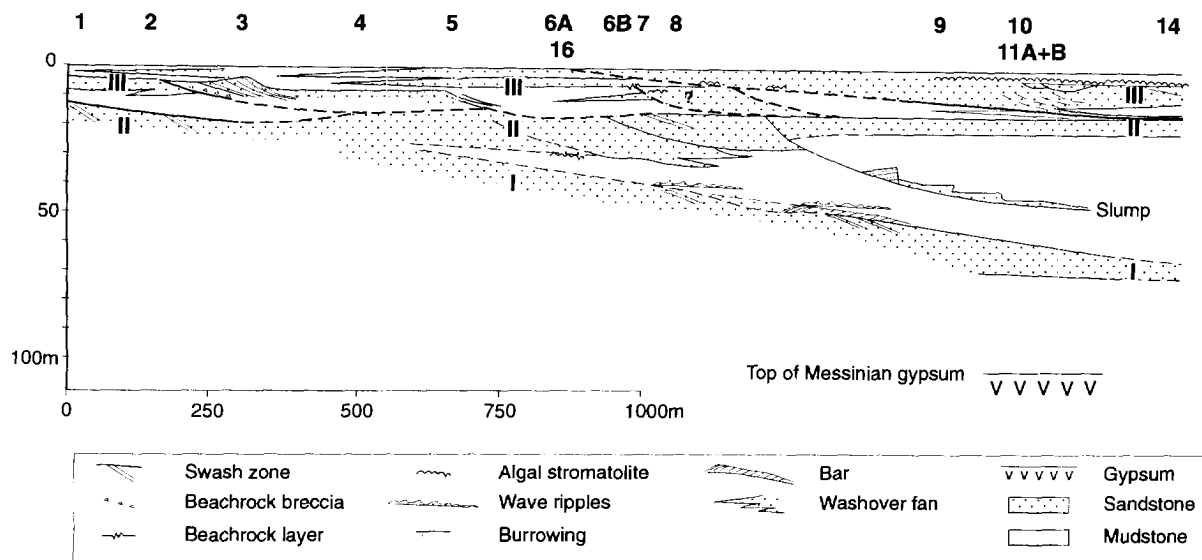 1 2 3 4 5 6A 6B 7 8 9 10 14
16 11A+B
0
III III III
?
II II II
I
50
Slump
I
100m
Top of Messinian gypsum
V V V V V
0 250 500 750 1000m
Swash zone Algal stromatolite Bar Gypsum
Beachrock breccia Wave ripples Washover fan Sandstone
Beachrock layer Burrowing Mudstone